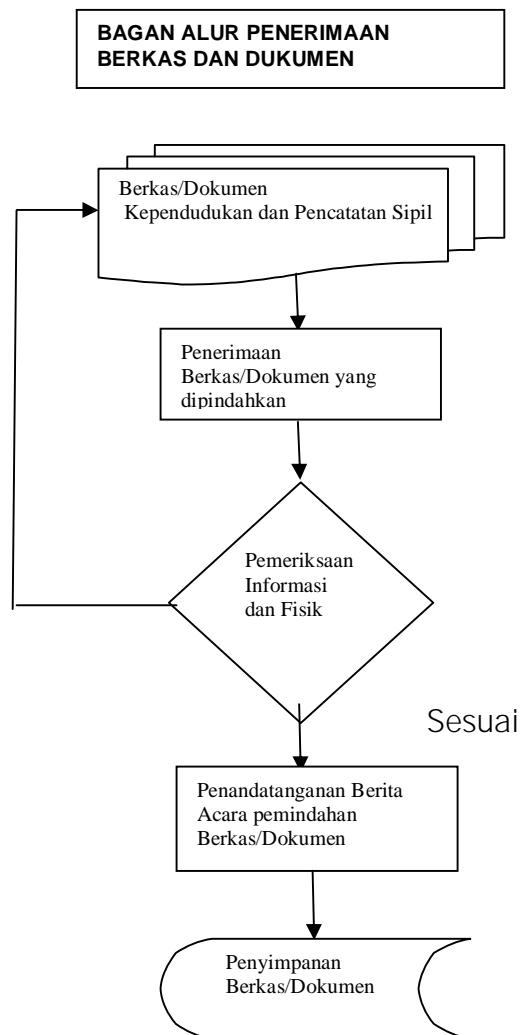 BAGAN ALUR PENERIMAAN
BERKAS DAN DUKUMEN
Berkas/Dokumen
Kependudukan dan Pencatatan Sipil
Penerimaan
Berkas/Dokumen yang
dipindahkan
Pemeriksaan
Informasi
dan Fisik
Sesuai
Penandatanganan Berita
Acara pemindahan
Berkas/Dokumen
Penyimpanan
Berkas/Dokumen